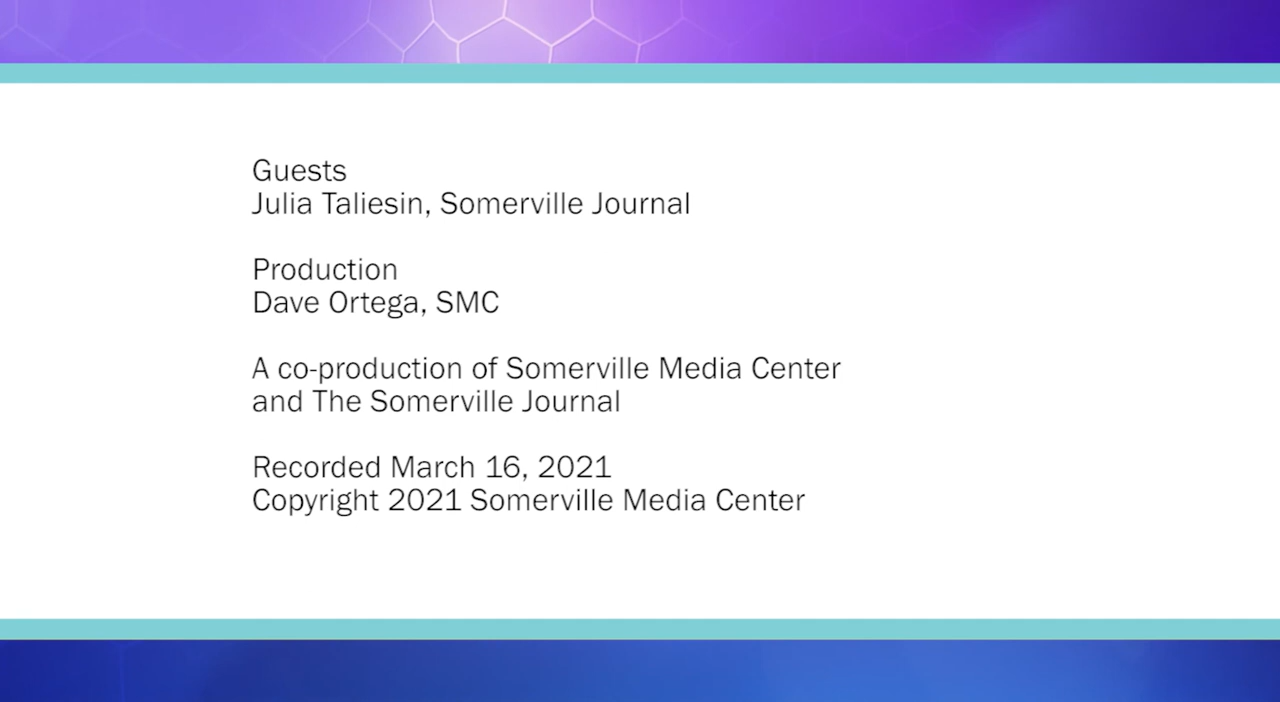 Guests
Julia Taliesin, Somerville Journal
Production
Dave Ortega, SMC
A co-production of Somerville Media Center
and The Somerville Journal
Recorded March 16, 2021
Copyright 2021 Somerville Media Center